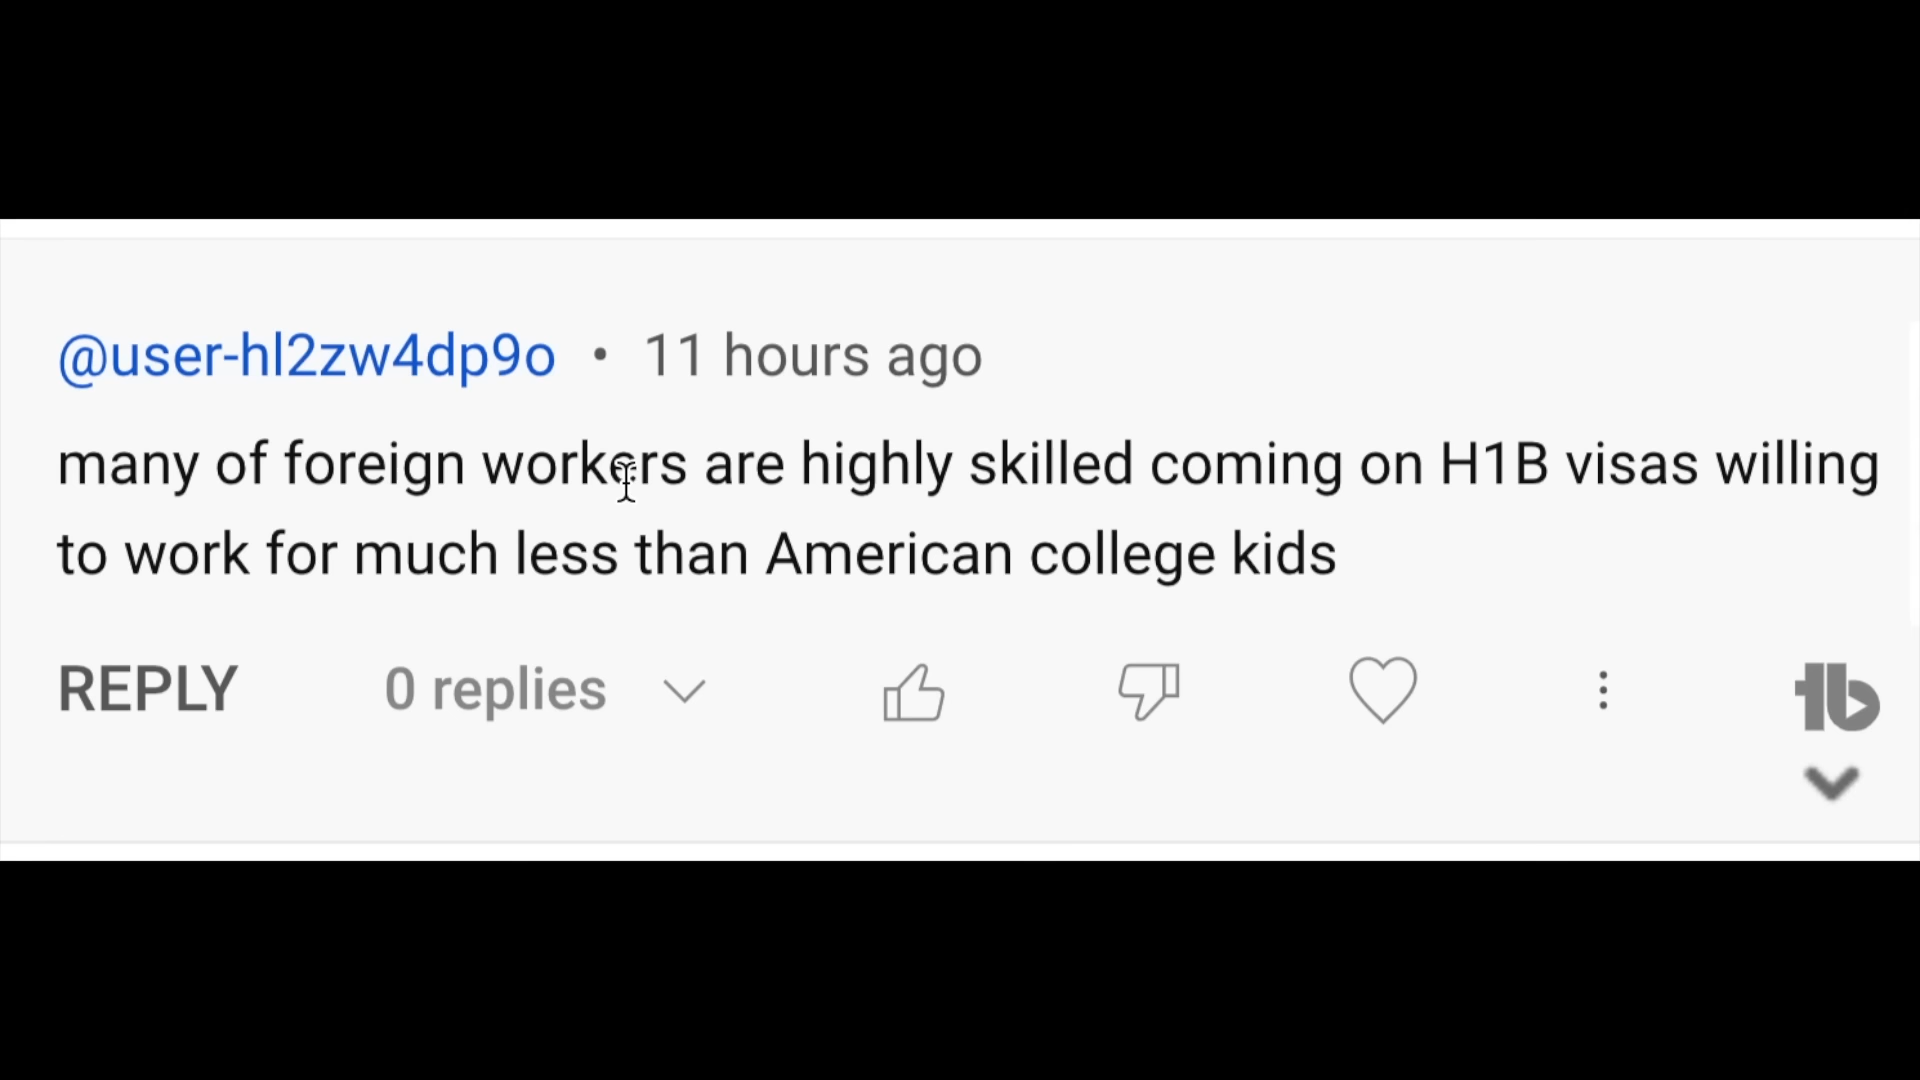 @user-hl2zw4dp9o • 11 hours ago
many of foreign workers are highly skilled coming on H1B visas willing
to work for much less than American college kids
REPLY 0 replies
tb